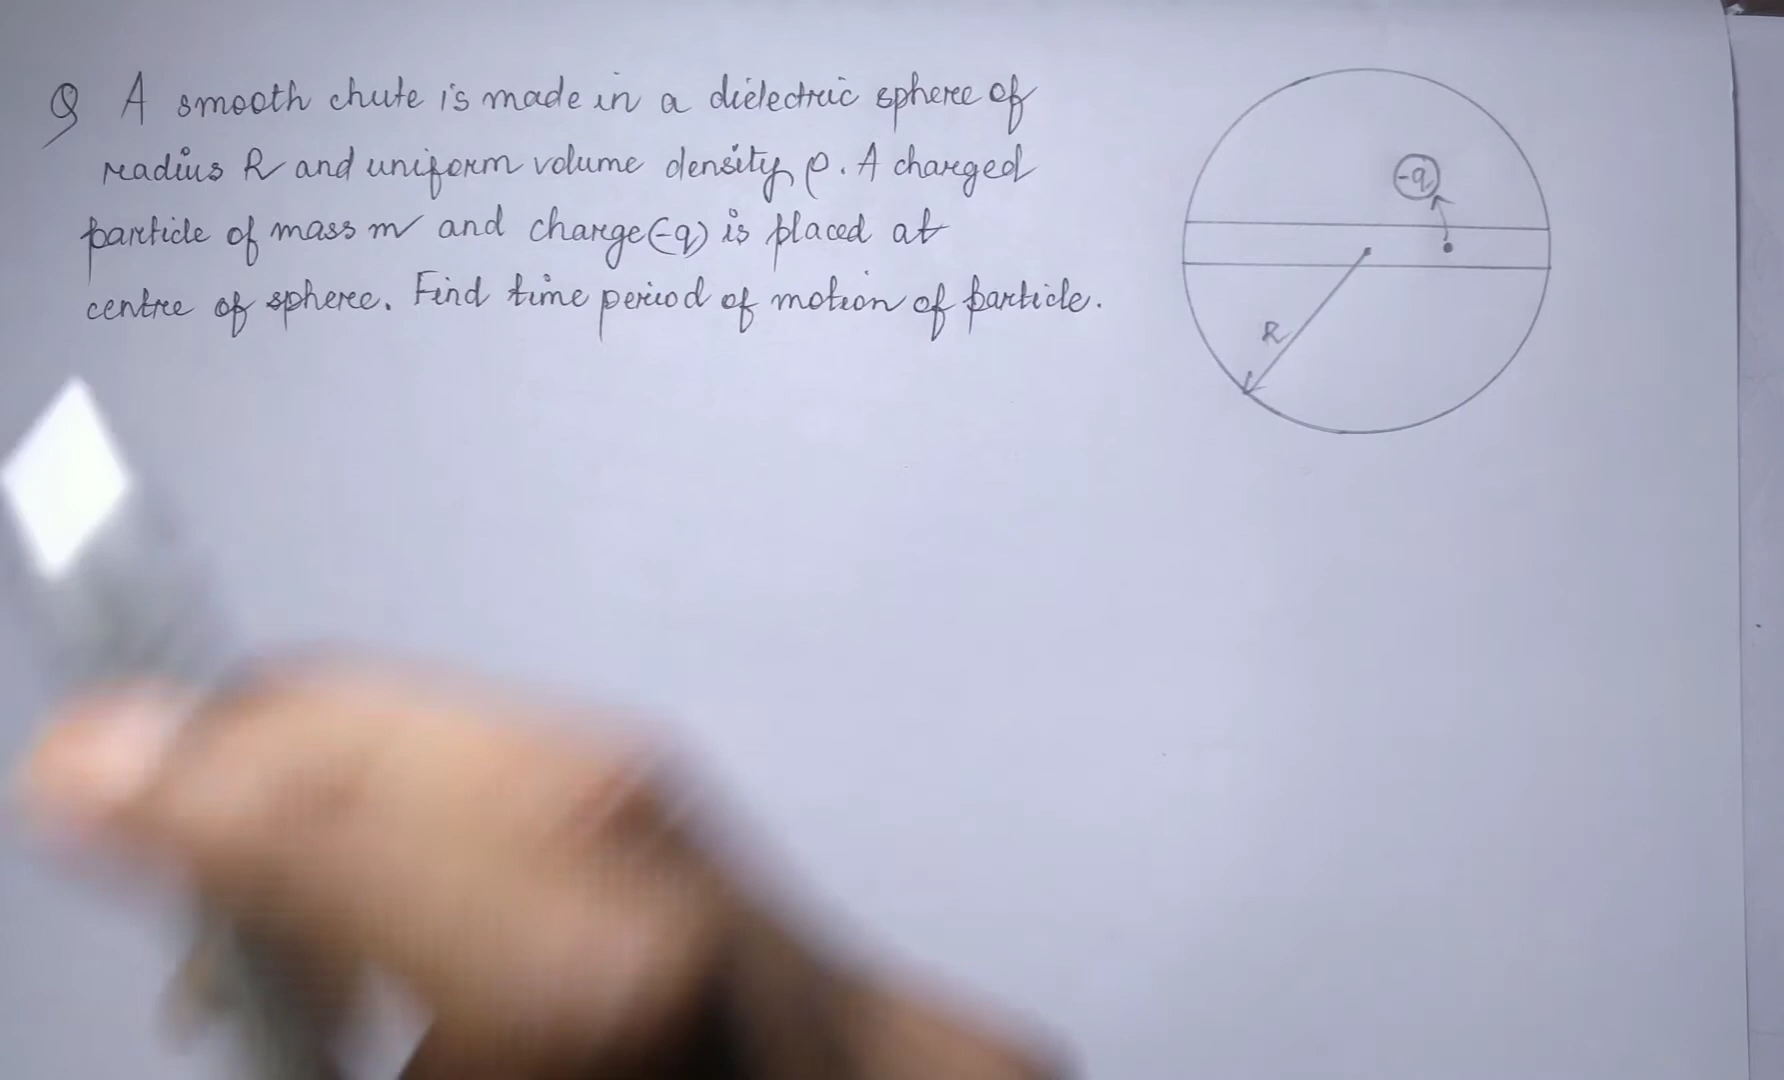 Q A smooth chute is made in a dielectric sphere of
radius R and uniform volume density ρ. A charged
particle of mass m and charge(-q) is placed at
centre of sphere. Find time period of motion of particle.
-q
R